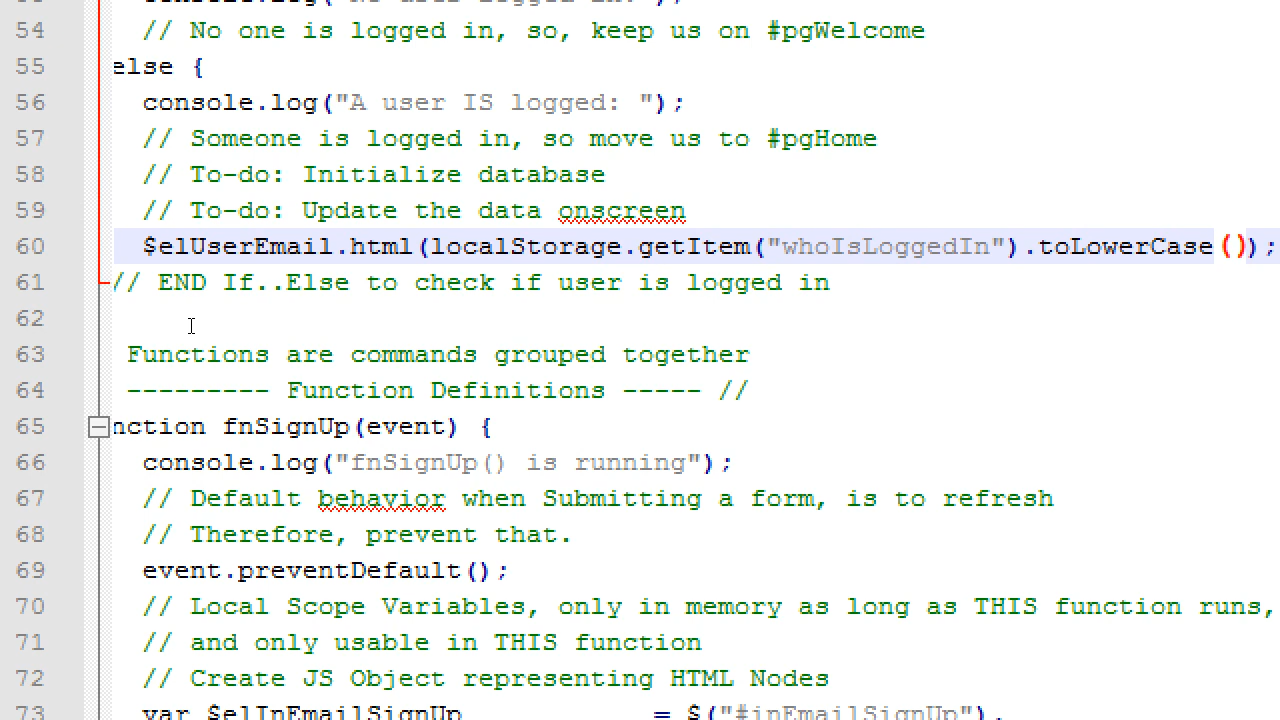 54 // No one is logged in, so, keep us on #pgWelcome
55 else {
56 console.log("A user IS logged: ");
57 // Someone is logged in, so move us to #pgHome
58 // To-do: Initialize database
59 // To-do: Update the data onscreen
60 $elUserEmail.html(localStorage.getItem("whoIsLoggedIn").toLowerCase());
61 // END If..Else to check if user is logged in
62
63 Functions are commands grouped together
64 --------- Function Definitions ----- //
65 nction fnSignUp(event) {
66 console.log("fnSignUp() is running");
67 // Default behavior when Submitting a form, is to refresh
68 // Therefore, prevent that.
69 event.preventDefault();
70 // Local Scope Variables, only in memory as long as THIS function runs,
71 // and only usable in THIS function
72 // Create JS Object representing HTML Nodes
73 var $elInEmailSignUp = $("#inEmailSignUp"),